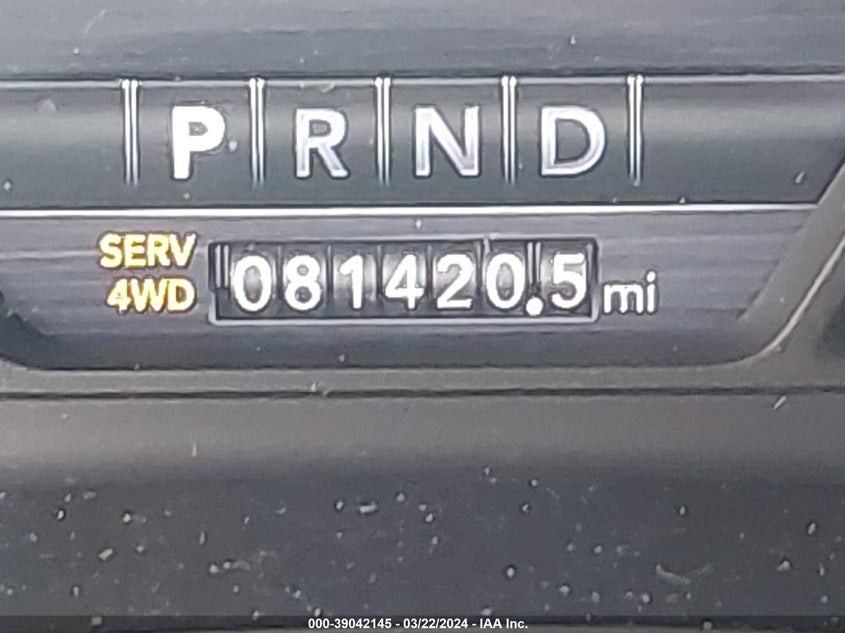 P R N D
SERV
4WD
081420.5 mi
000-39042145 - 03/22/2024 - IAA Inc.